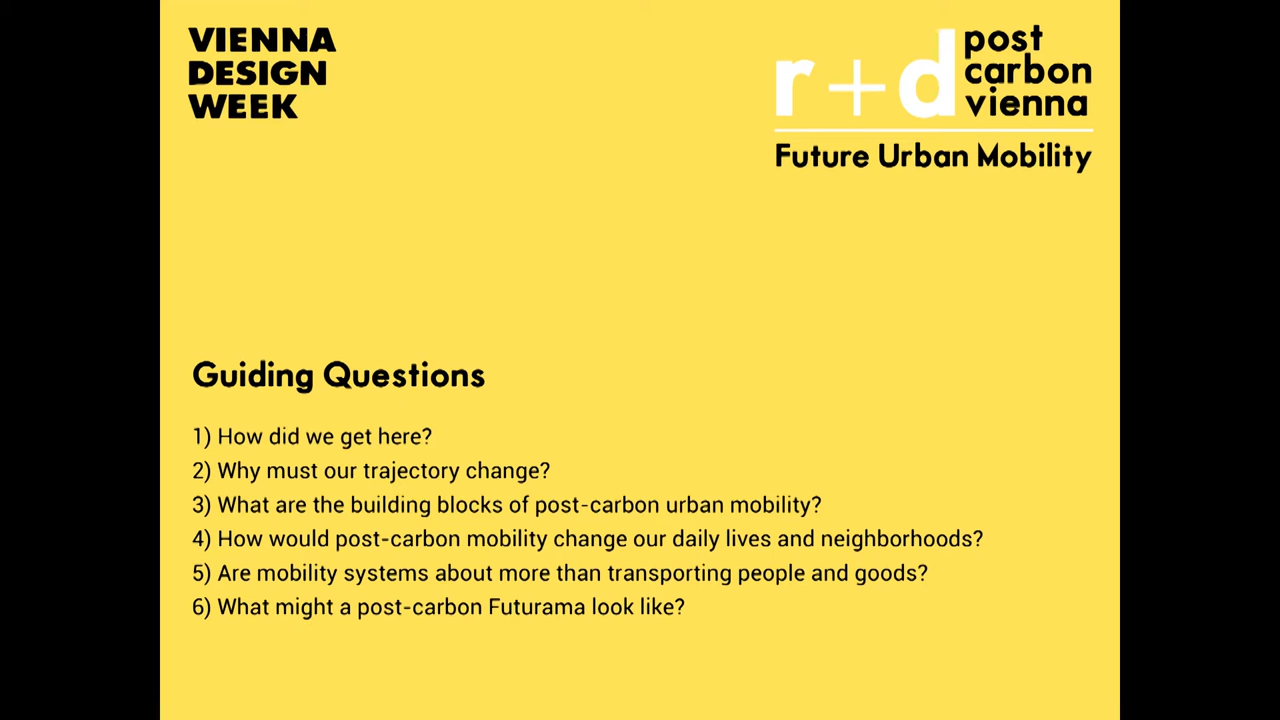 VIENNA
DESIGN
WEEK
r+d
post
carbon
vienna
Future Urban Mobility
Guiding Questions
1) How did we get here?
2) Why must our trajectory change?
3) What are the building blocks of post-carbon urban mobility?
4) How would post-carbon mobility change our daily lives and neighborhoods?
5) Are mobility systems about more than transporting people and goods?
6) What might a post-carbon Futurama look like?